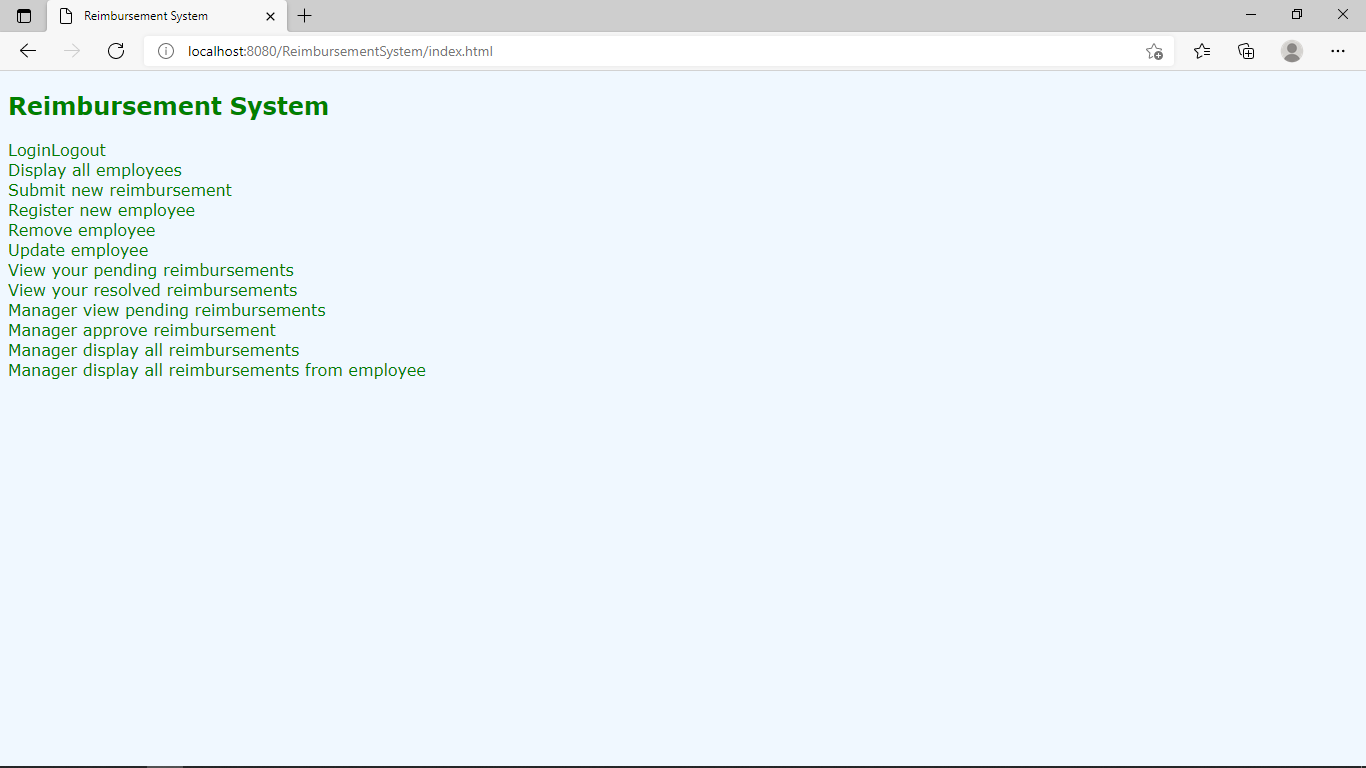 Reimbursement System
localhost:8080/ReimbursementSystem/index.html
Reimbursement System
LoginLogout
Display all employees
Submit new reimbursement
Register new employee
Remove employee
Update employee
View your pending reimbursements
View your resolved reimbursements
Manager view pending reimbursements
Manager approve reimbursement
Manager display all reimbursements
Manager display all reimbursements from employee